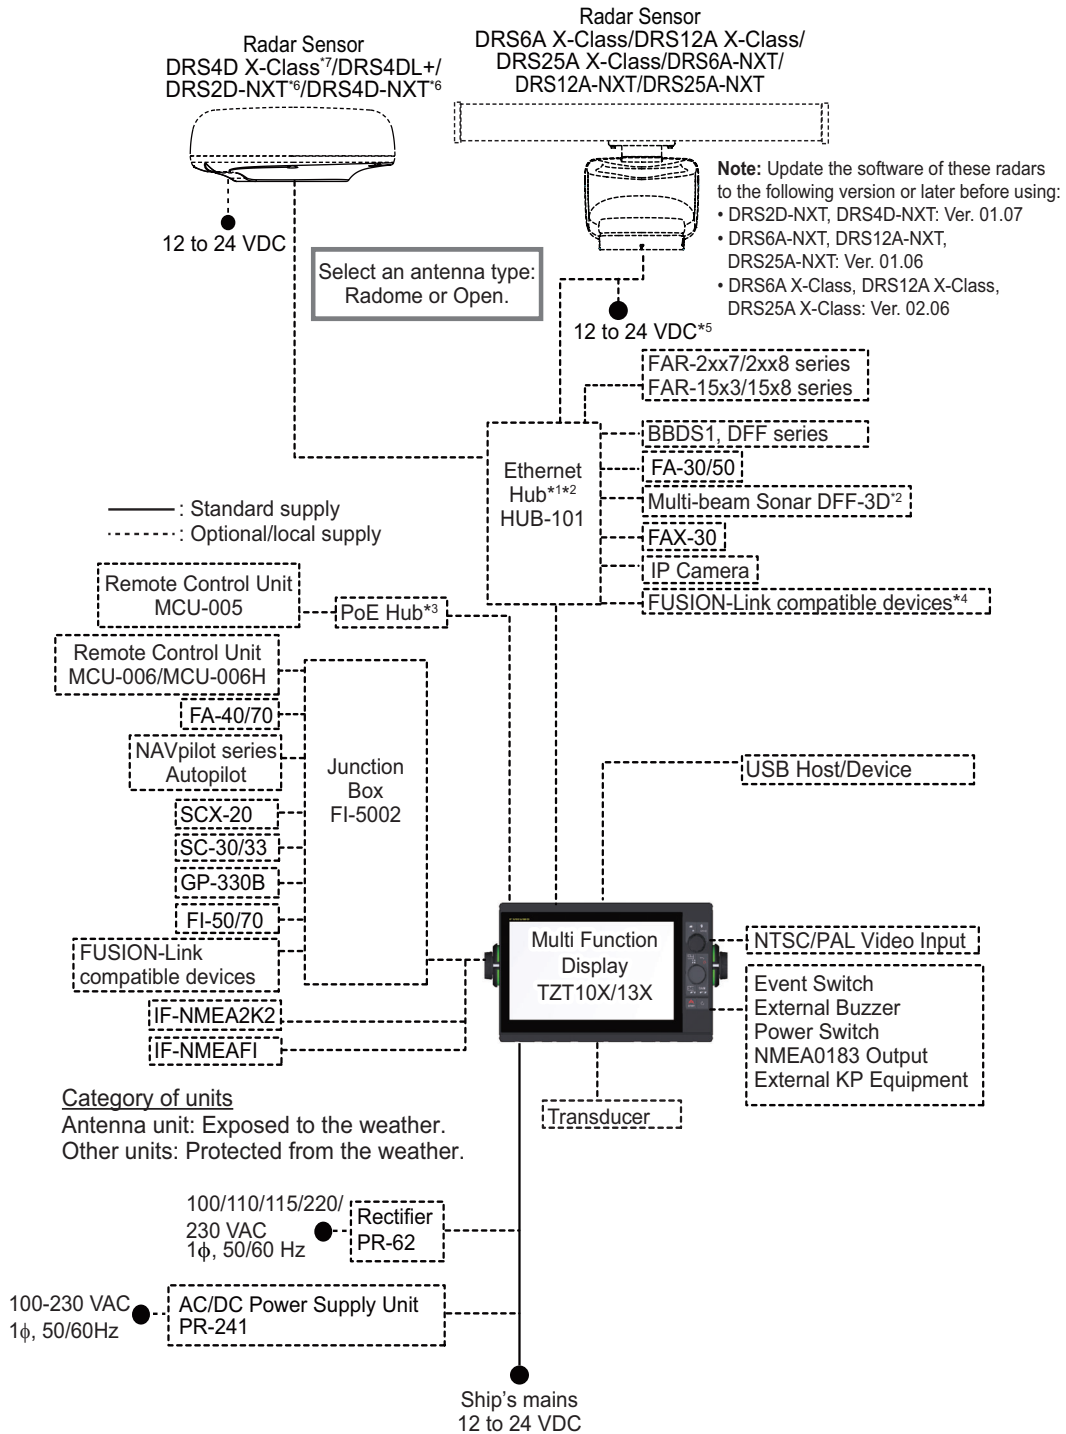 Radar Sensor
DRS4D X-Class*7/DRS4DL+/
DRS2D-NXT*6/DRS4D-NXT*6
Radar Sensor
DRS6A X-Class/DRS12A X-Class/
DRS25A X-Class/DRS6A-NXT/
DRS12A-NXT/DRS25A-NXT
Note: Update the software of these radars
to the following version or later before using:
• DRS2D-NXT, DRS4D-NXT: Ver. 01.07
• DRS6A-NXT, DRS12A-NXT,
DRS25A-NXT: Ver. 01.06
• DRS6A X-Class, DRS12A X-Class,
DRS25A X-Class: Ver. 02.06
12 to 24 VDC
Select an antenna type:
Radome or Open.
12 to 24 VDC*5
FAR-2xx7/2xx8 series
FAR-15x3/15x8 series
BBDS1, DFF series
FA-30/50
Multi-beam Sonar DFF-3D*2
FAX-30
IP Camera
FUSION-Link compatible devices*4
Ethernet
Hub*1*2
HUB-101
: Standard supply
: Optional/local supply
Remote Control Unit
MCU-005
PoE Hub*3
Remote Control Unit
MCU-006/MCU-006H
FA-40/70
NAVpilot series
Autopilot
SCX-20
SC-30/33
GP-330B
FI-50/70
FUSION-Link
compatible devices
Junction
Box
FI-5002
IF-NMEA2K2
IF-NMEAFI
USB Host/Device
Multi Function
Display
TZT10X/13X
NTSC/PAL Video Input
Event Switch
External Buzzer
Power Switch
NMEA0183 Output
External KP Equipment
Transducer
Category of units
Antenna unit: Exposed to the weather.
Other units: Protected from the weather.
100/110/115/220/
230 VAC
1ϕ, 50/60 Hz
Rectifier
PR-62
100-230 VAC
1ϕ, 50/60Hz
AC/DC Power Supply Unit
PR-241
Ship's mains
12 to 24 VDC